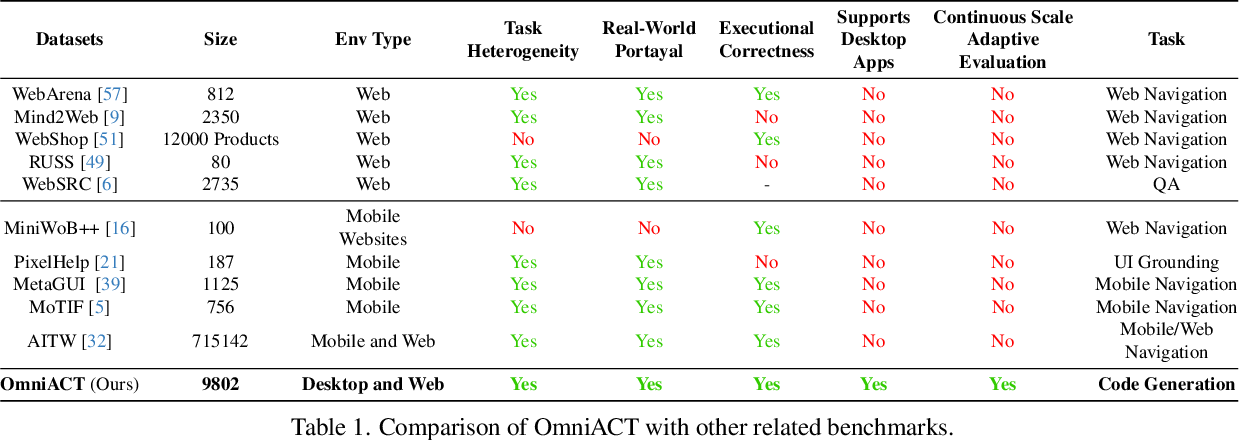 Datasets Size Env Type Task Heterogeneity Real-World Portayal Executional Correctness Supports Desktop Apps Continuous Scale Adaptive Evaluation Task
WebArena [57] 812 Web Yes Yes Yes No No Web Navigation
Mind2Web [9] 2350 Web Yes Yes No No No Web Navigation
WebShop [51] 12000 Products Web No No Yes No No Web Navigation
RUSS [49] 80 Web Yes Yes No No No Web Navigation
WebSRC [6] 2735 Web Yes Yes - No No QA
MiniWoB++ [16] 100 Mobile Websites No No Yes No No Web Navigation
PixelHelp [21] 187 Mobile Yes Yes No No No UI Grounding
MetaGUI [39] 1125 Mobile Yes Yes Yes No No Mobile Navigation
MoTIF [5] 756 Mobile Yes Yes Yes No No Mobile Navigation
AITW [32] 715142 Mobile and Web Yes Yes Yes No No Mobile/Web Navigation
OmniACT (Ours) 9802 Desktop and Web Yes Yes Yes Yes Yes Code Generation
Table 1. Comparison of OmniACT with other related benchmarks.